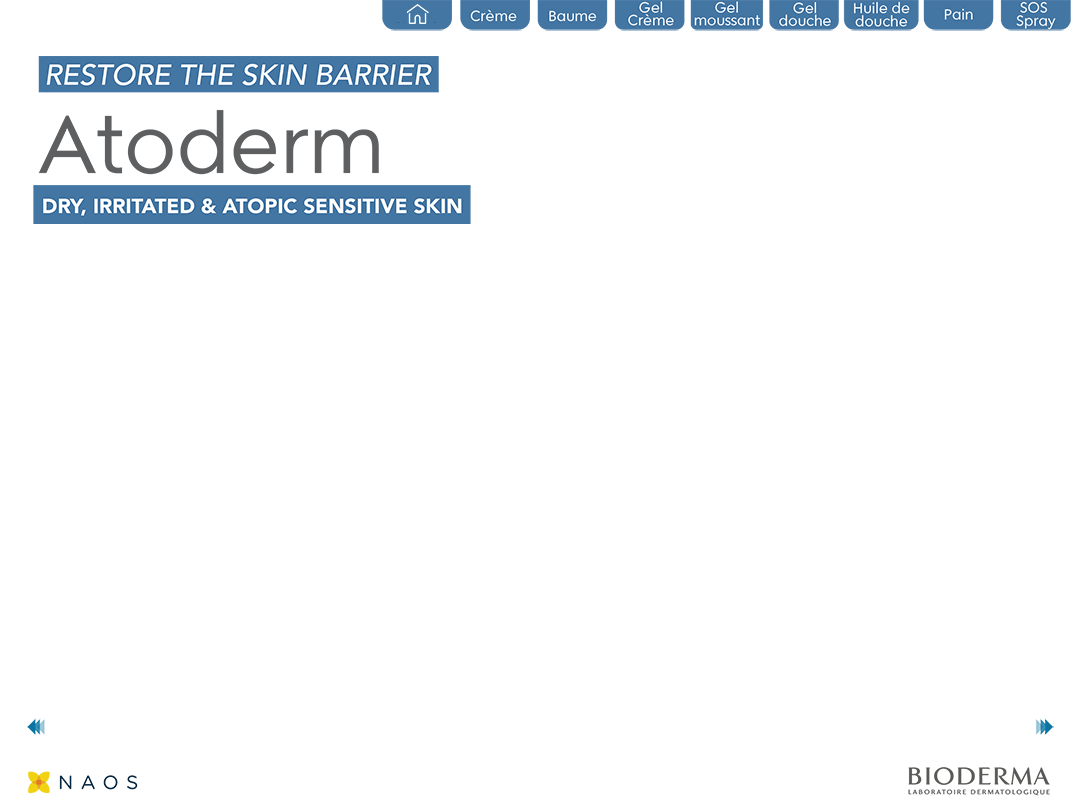 Crème
Baume
Gel
Crème
Gel
moussant
Gel
douche
Huile de
douche
Pain
SOS
Spray
RESTORE THE SKIN BARRIER
Atoderm
DRY, IRRITATED & ATOPIC SENSITIVE SKIN
NAOS
BIODERMA
LABORATOIRE DERMATOLOGIQUE